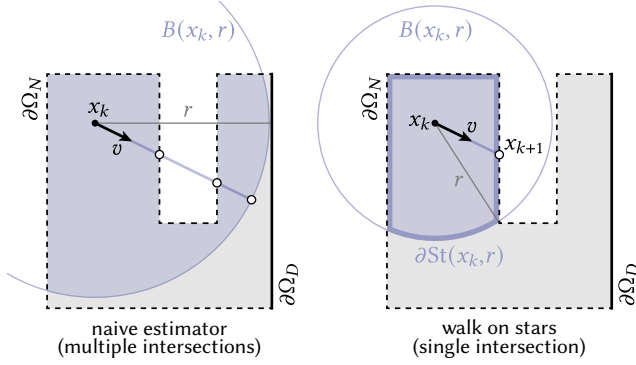 B(x_k, r)
∂Ω_N
x_k
r
v
∂Ω_D
naive estimator
(multiple intersections)
B(x_k, r)
∂Ω_N
x_k
v
x_{k+1}
r
∂St(x_k, r)
∂Ω_D
walk on stars
(single intersection)